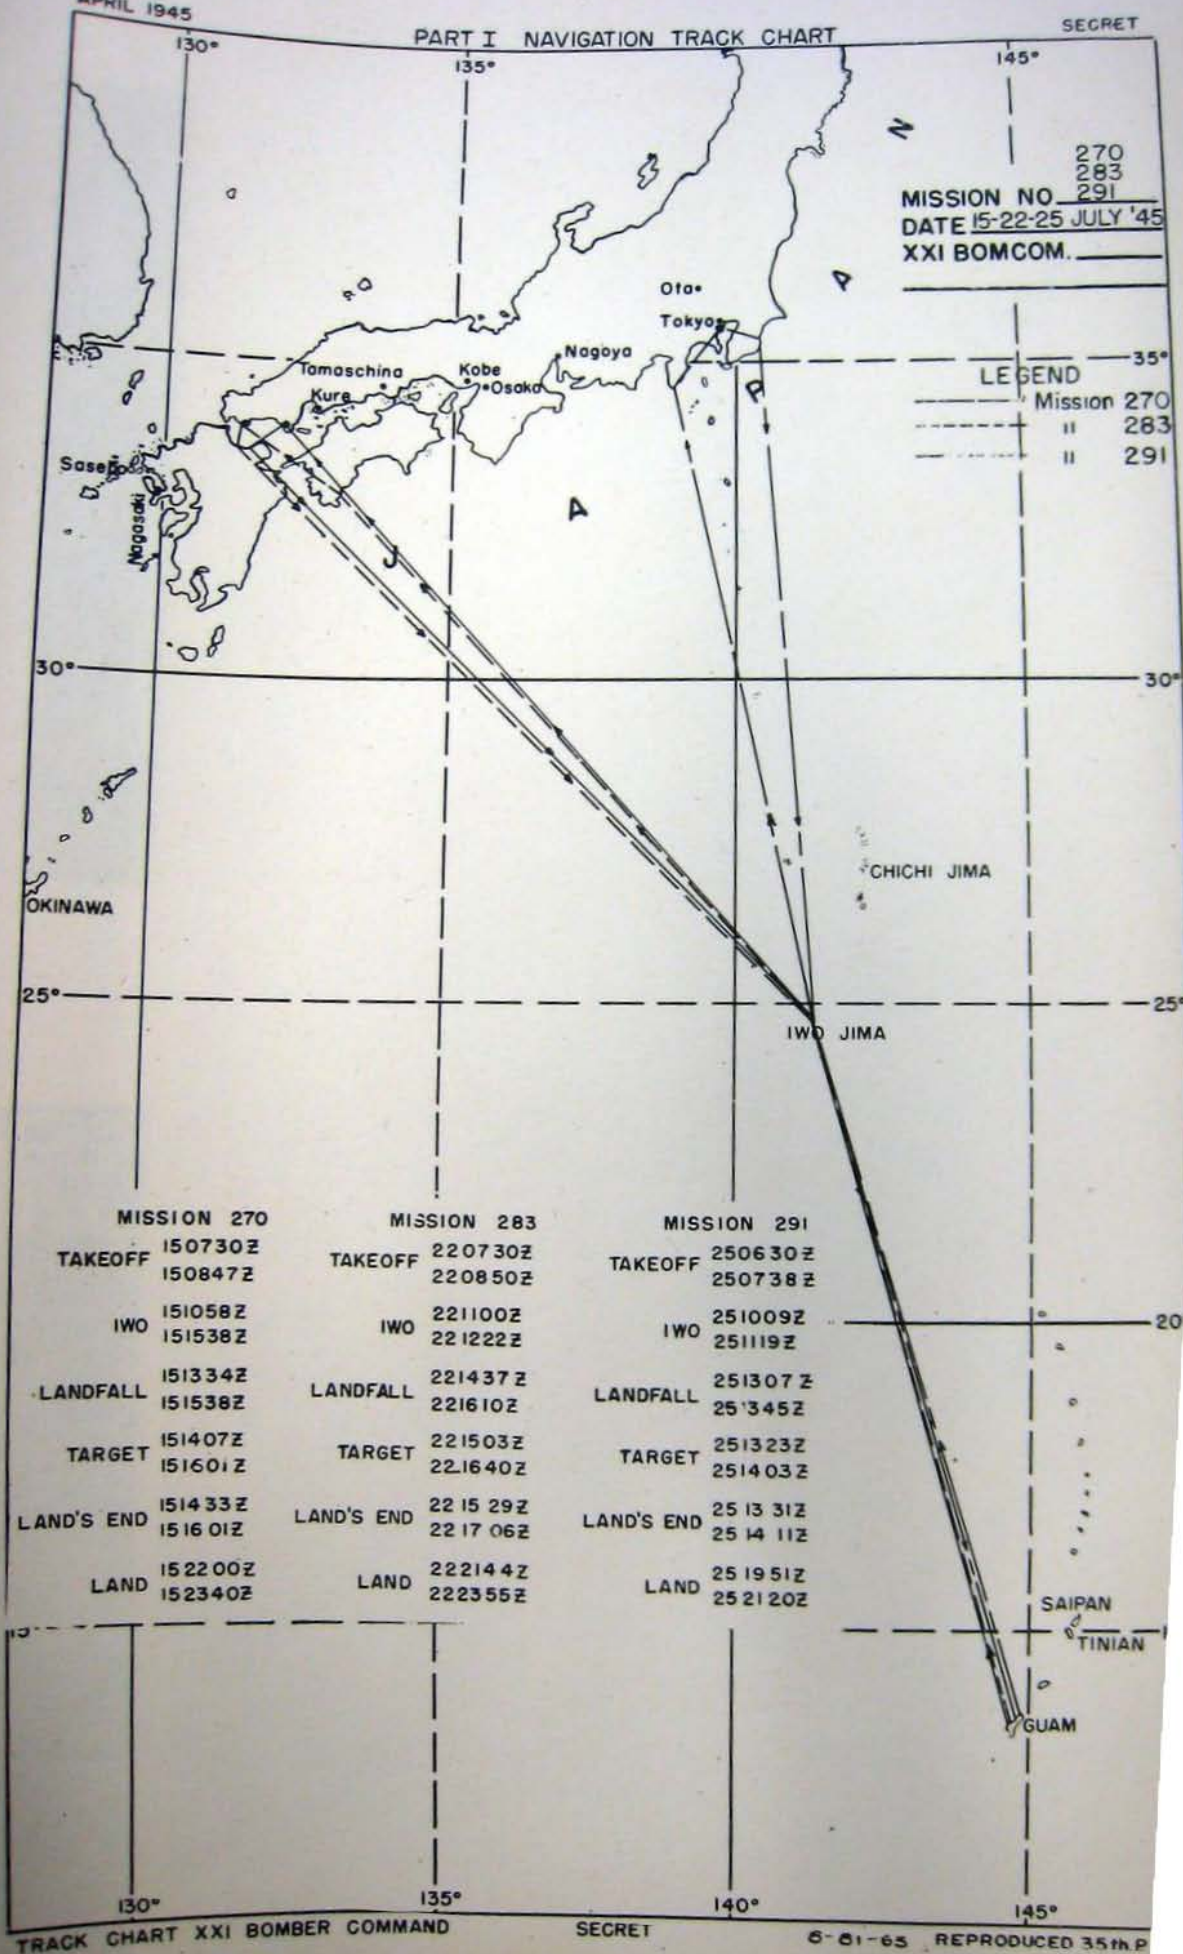 APRIL 1945
PART I NAVIGATION TRACK CHART
SECRET
130°
135°
145°
N
270
283
MISSION NO. 291
DATE 15-22-25 JULY '45
XXI BOMCOM.
A
Ota
Tokyo
Nagoya
35°
Tamaschina
Kobe
Osaka
Kure
P
LEGEND
Mission 270
" 283
" 291
Sasebo
Nagasaki
A
J
30°
30°
CHICHI JIMA
OKINAWA
25°
25°
IWO JIMA
MISSION 270
TAKEOFF 150730Z
150847Z
IWO 151058Z
151538Z
LANDFALL 151334Z
151538Z
TARGET 151407Z
151601Z
LAND'S END 151433Z
151601Z
LAND 152200Z
152340Z
MISSION 283
TAKEOFF 220730Z
220850Z
IWO 221100Z
221222Z
LANDFALL 221437Z
221610Z
TARGET 221503Z
221640Z
LAND'S END 22 15 29Z
22 17 06Z
LAND 222144Z
222355Z
MISSION 291
TAKEOFF 250630Z
250738Z
IWO 251009Z
251119Z
LANDFALL 251307Z
25'345Z
TARGET 251323Z
251403Z
LAND'S END 25 13 31Z
25 14 11Z
LAND 251951Z
252120Z
20
SAIPAN
TINIAN
GUAM
130°
135°
140°
145°
TRACK CHART XXI BOMBER COMMAND
SECRET
REPRODUCED 35th P